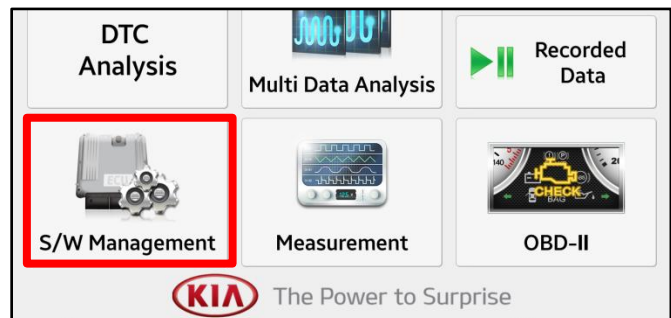 DTC
Analysis
Multi Data Analysis
Recorded
Data
ECU
S/W Management
Measurement
140
CHECK
BAG
OBD-II
KIA The Power to Surprise